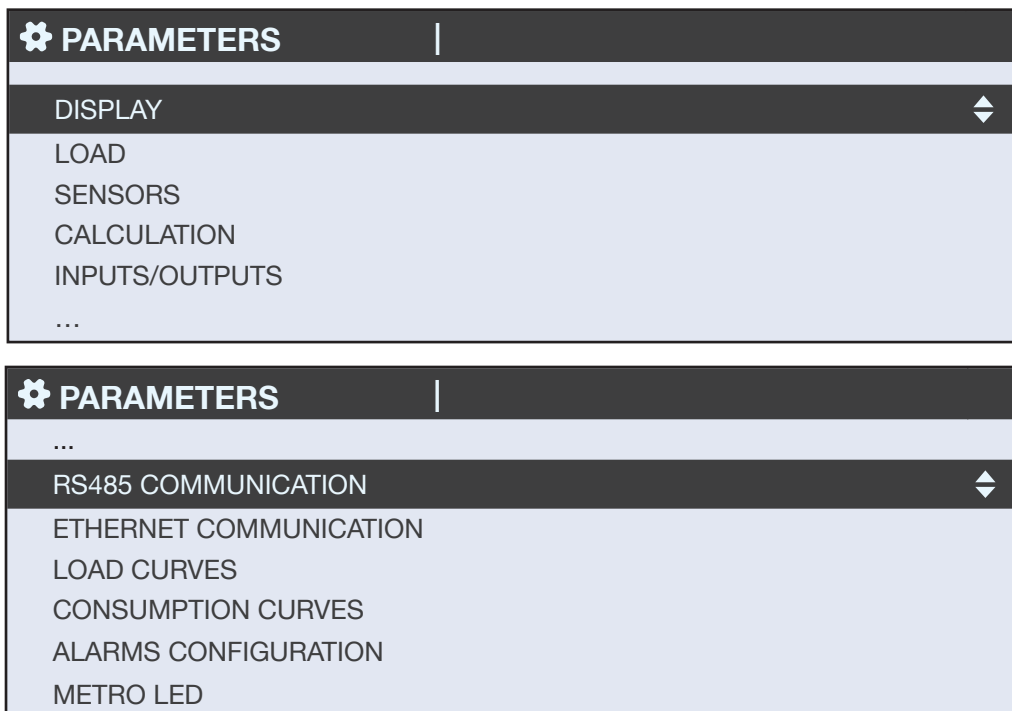 PARAMETERS |
DISPLAY
LOAD
SENSORS
CALCULATION
INPUTS/OUTPUTS
…
PARAMETERS |
...
RS485 COMMUNICATION
ETHERNET COMMUNICATION
LOAD CURVES
CONSUMPTION CURVES
ALARMS CONFIGURATION
METRO LED